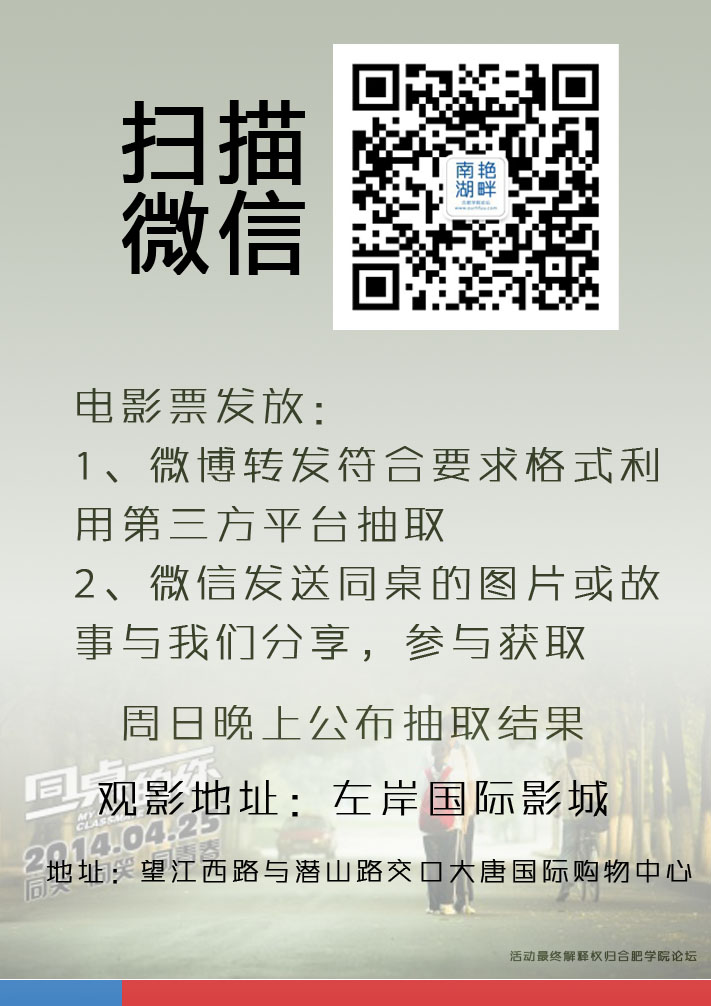 扫描
微信
南艳
湖畔
电影票发放：
1、微博转发符合要求格式利
用第三方平台抽取
2、微信发送同桌的图片或故
事与我们分享，参与获取
周日晚上公布抽取结果
同桌的你
观影地址：左岸国际影城
2014.04.25
地址：望江西路与潜山路交口大唐国际购物中心
活动最终解释权归合肥学院论坛